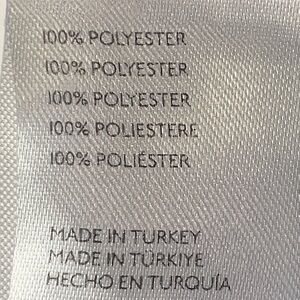 100% POLYESTER
100% POLYESTER
100% POLYESTER
100% POLIESTERE
100% POLIÉSTER
MADE IN TURKEY
MADE IN TÜRKIYE
HECHO EN TURQUÍA